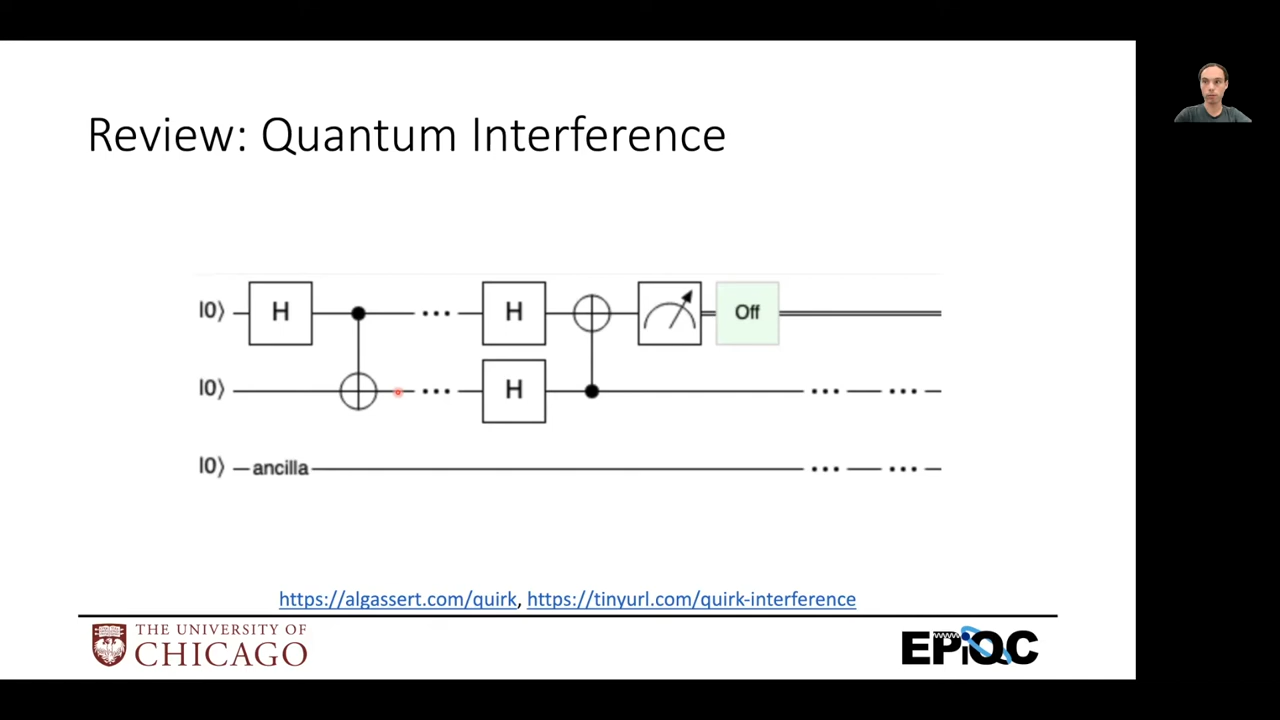 Review: Quantum Interference
|0⟩ H ... H Off
|0⟩ ... H ... ...
|0⟩ ancilla ... ...
https://algassert.com/quirk, https://tinyurl.com/quirk-interference
THE UNIVERSITY OF
CHICAGO
EPiQC